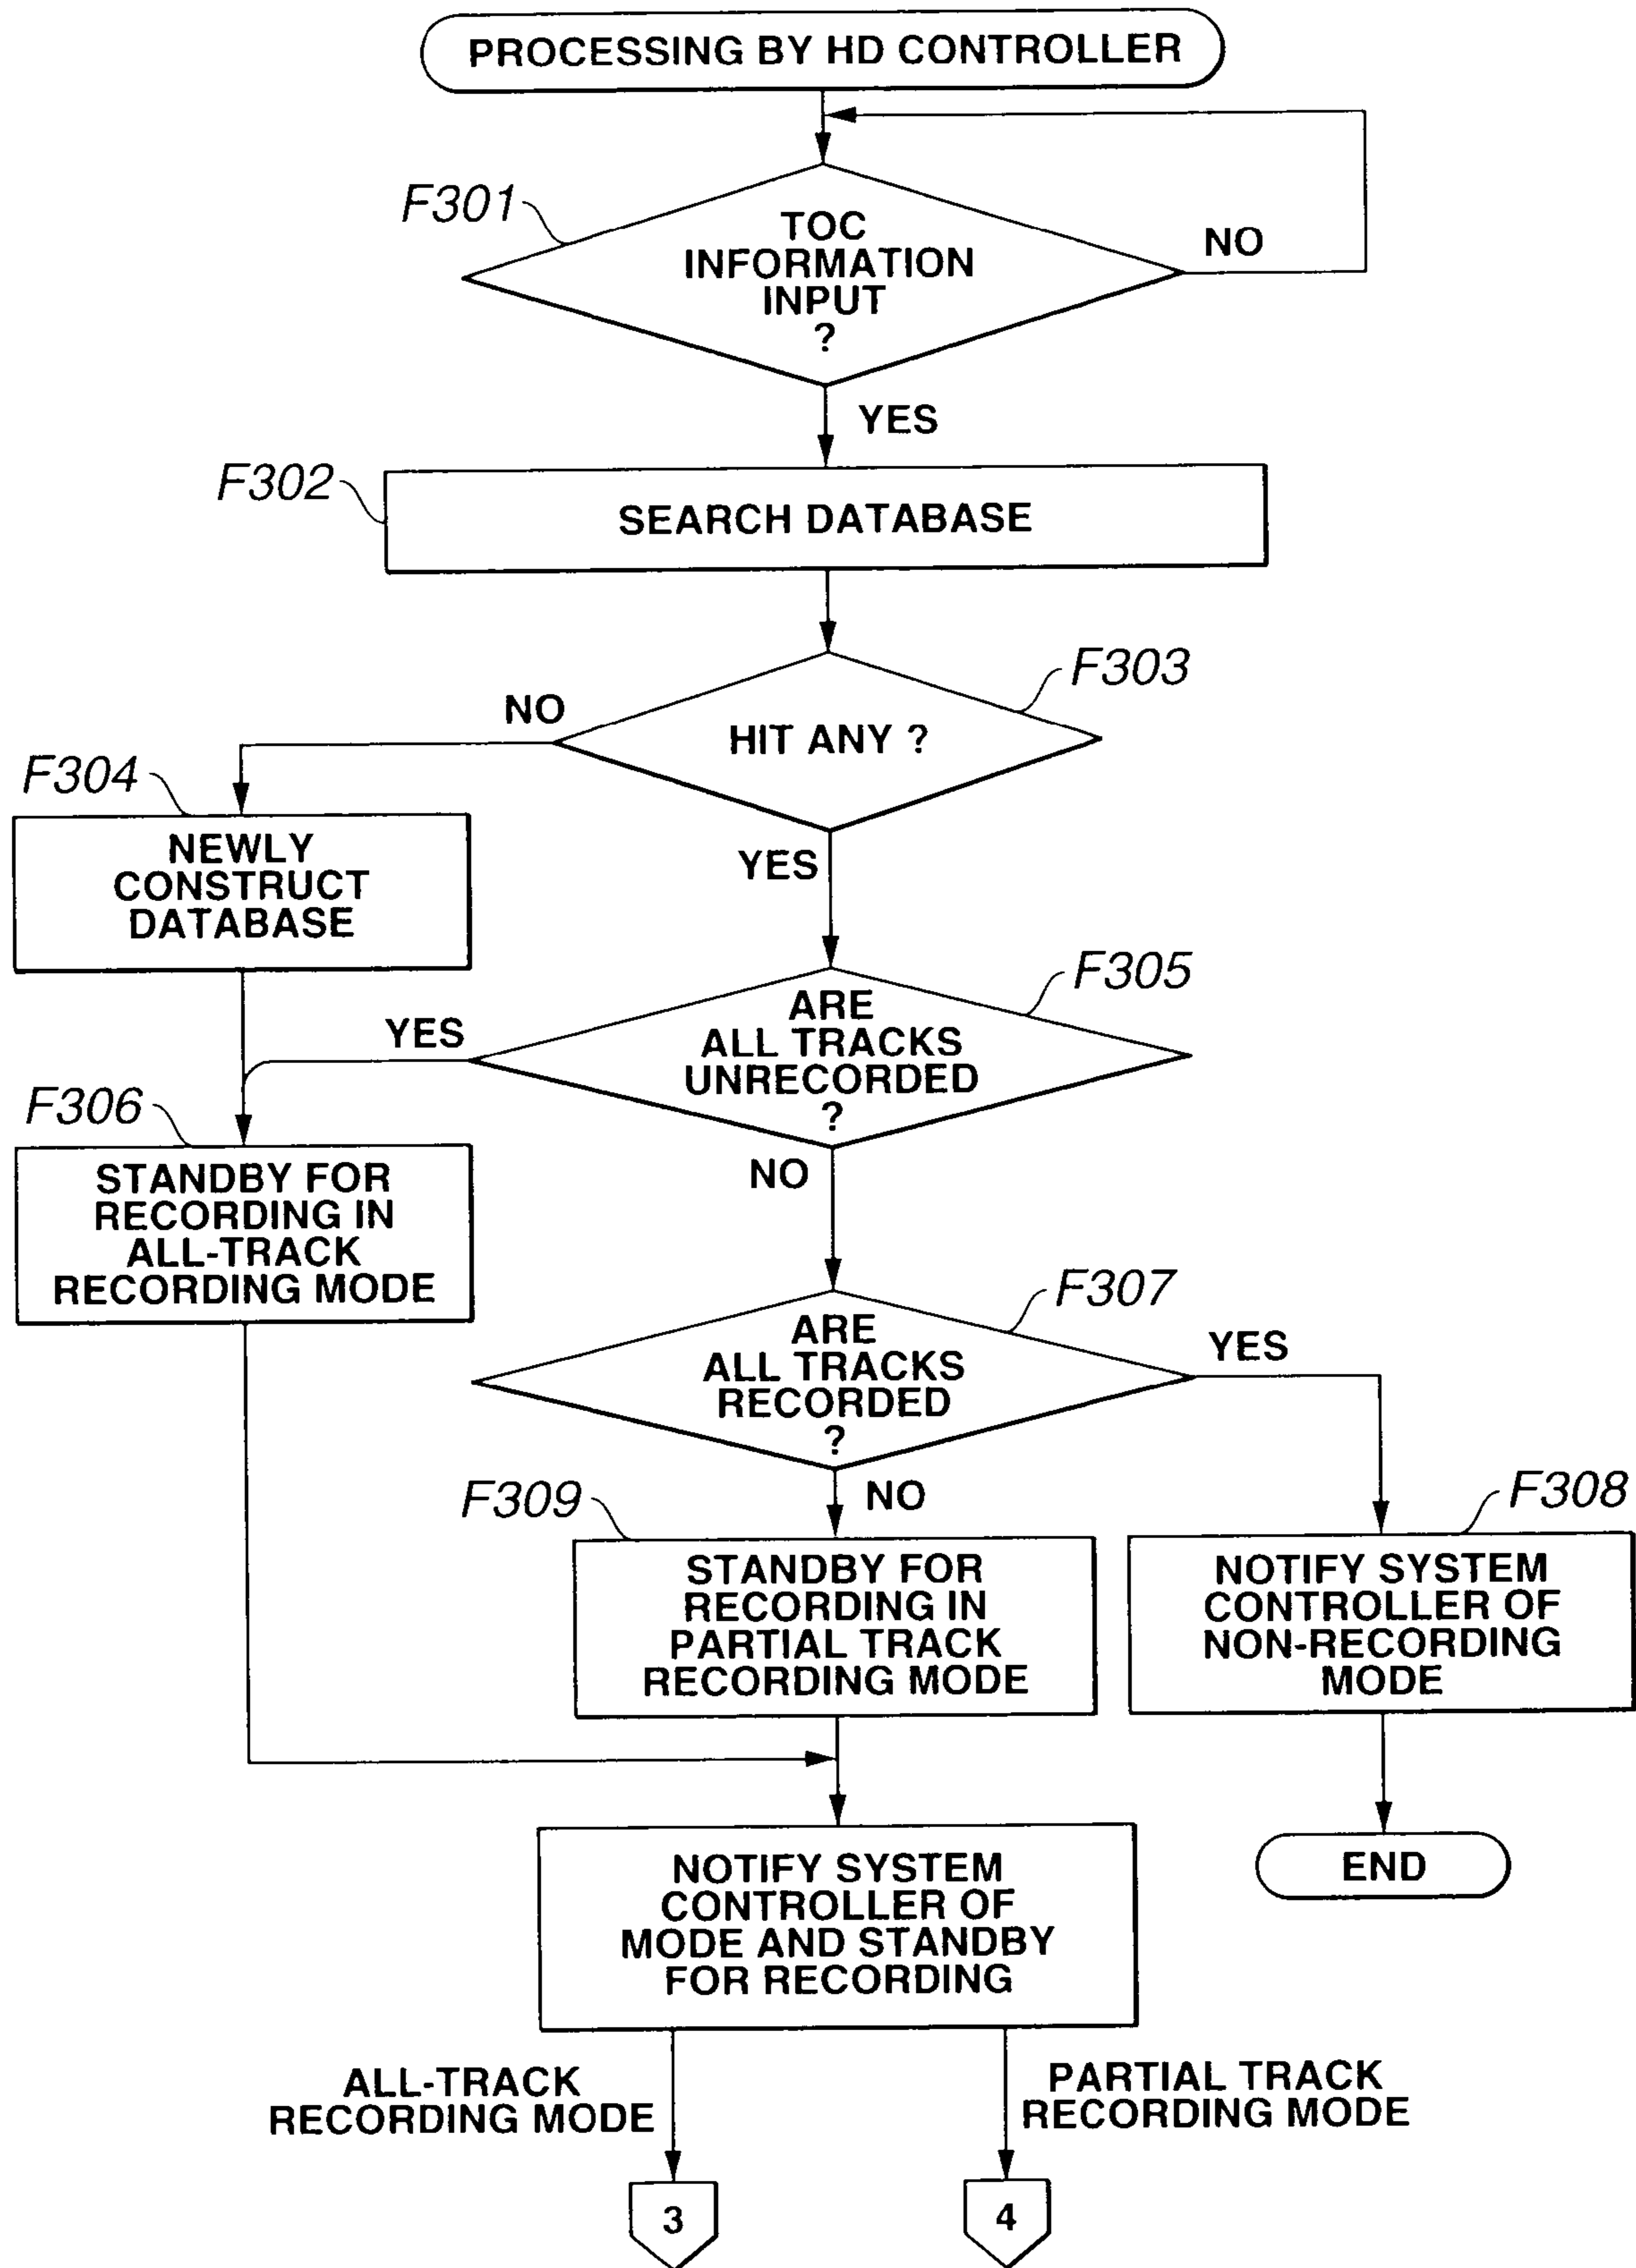 PROCESSING BY HD CONTROLLER
F301
TOC
INFORMATION
INPUT
?
NO
YES
F302
SEARCH DATABASE
F303
HIT ANY ?
NO
YES
F304
NEWLY
CONSTRUCT
DATABASE
F305
ARE
ALL TRACKS
UNRECORDED
?
YES
NO
F306
STANDBY FOR
RECORDING IN
ALL-TRACK
RECORDING MODE
F307
ARE
ALL TRACKS
RECORDED
?
YES
NO
F309
STANDBY FOR
RECORDING IN
PARTIAL TRACK
RECORDING MODE
F308
NOTIFY SYSTEM
CONTROLLER OF
NON-RECORDING
MODE
END
NOTIFY SYSTEM
CONTROLLER OF
MODE AND STANDBY
FOR RECORDING
ALL-TRACK
RECORDING MODE
PARTIAL TRACK
RECORDING MODE
3
4